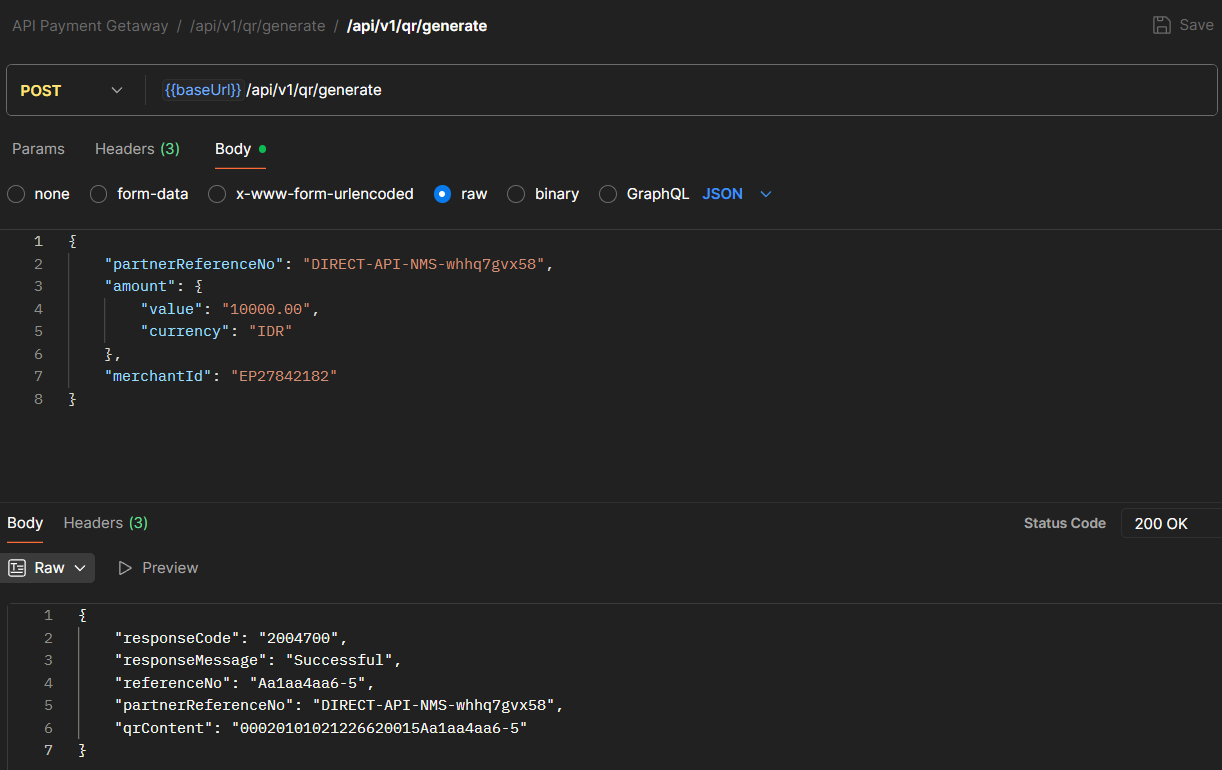 API Payment Getaway / /api/v1/qr/generate / /api/v1/qr/generate
Save
POST
{{baseUrl}} /api/v1/qr/generate
Params Headers (3) Body
none form-data x-www-form-urlencoded raw binary GraphQL JSON
1 {
2 "partnerReferenceNo": "DIRECT-API-NMS-whhq7gvx58",
3 "amount": {
4 "value": "10000.00",
5 "currency": "IDR"
6 },
7 "merchantId": "EP27842182"
8 }
Body Headers (3) Status Code 200 OK
Raw Preview
1 {
2 "responseCode": "2004700",
3 "responseMessage": "Successful",
4 "referenceNo": "Aa1aa4aa6-5",
5 "partnerReferenceNo": "DIRECT-API-NMS-whhq7gvx58",
6 "qrContent": "00020101021226620015Aa1aa4aa6-5"
7 }